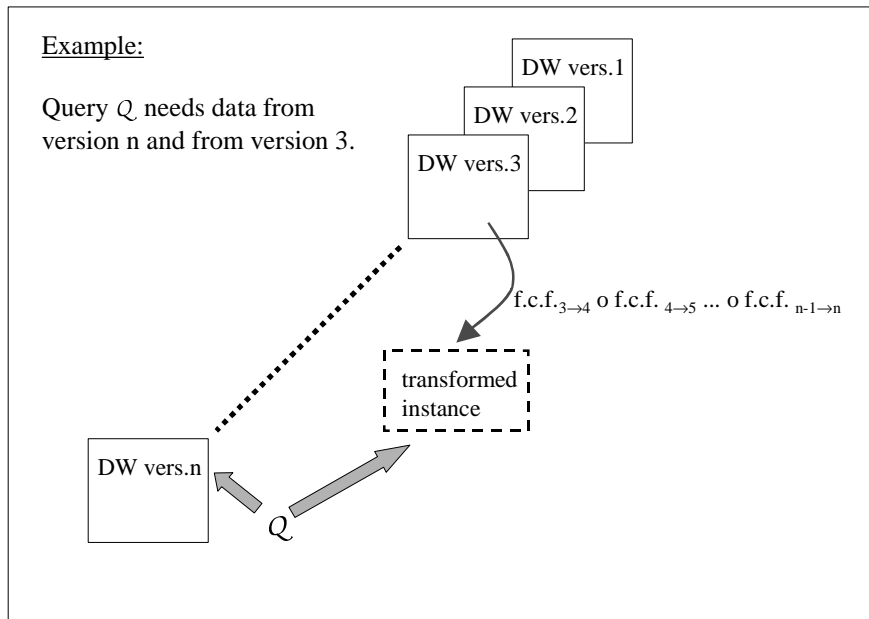 Example:
Query Q needs data from
version n and from version 3.
DW vers.1
DW vers.2
DW vers.3
f.c.f.3→4 o f.c.f. 4→5 ... o f.c.f. n-1→n
transformed
instance
DW vers.n
Q